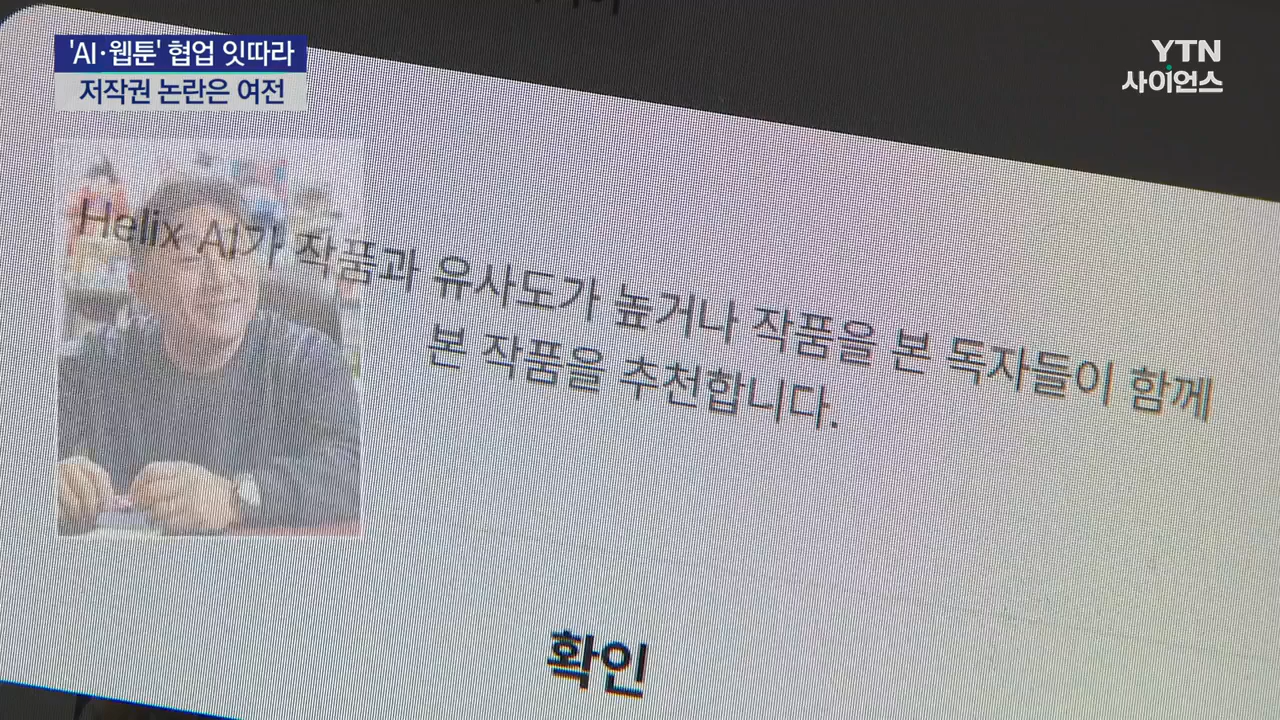 'AI·웹툰' 협업 잇따라
저작권 논란은 여전
YTN
사이언스
Helix AI가 작품과 유사도가 높거나 작품을 본 독자들이 함께
본 작품을 추천합니다.
확인